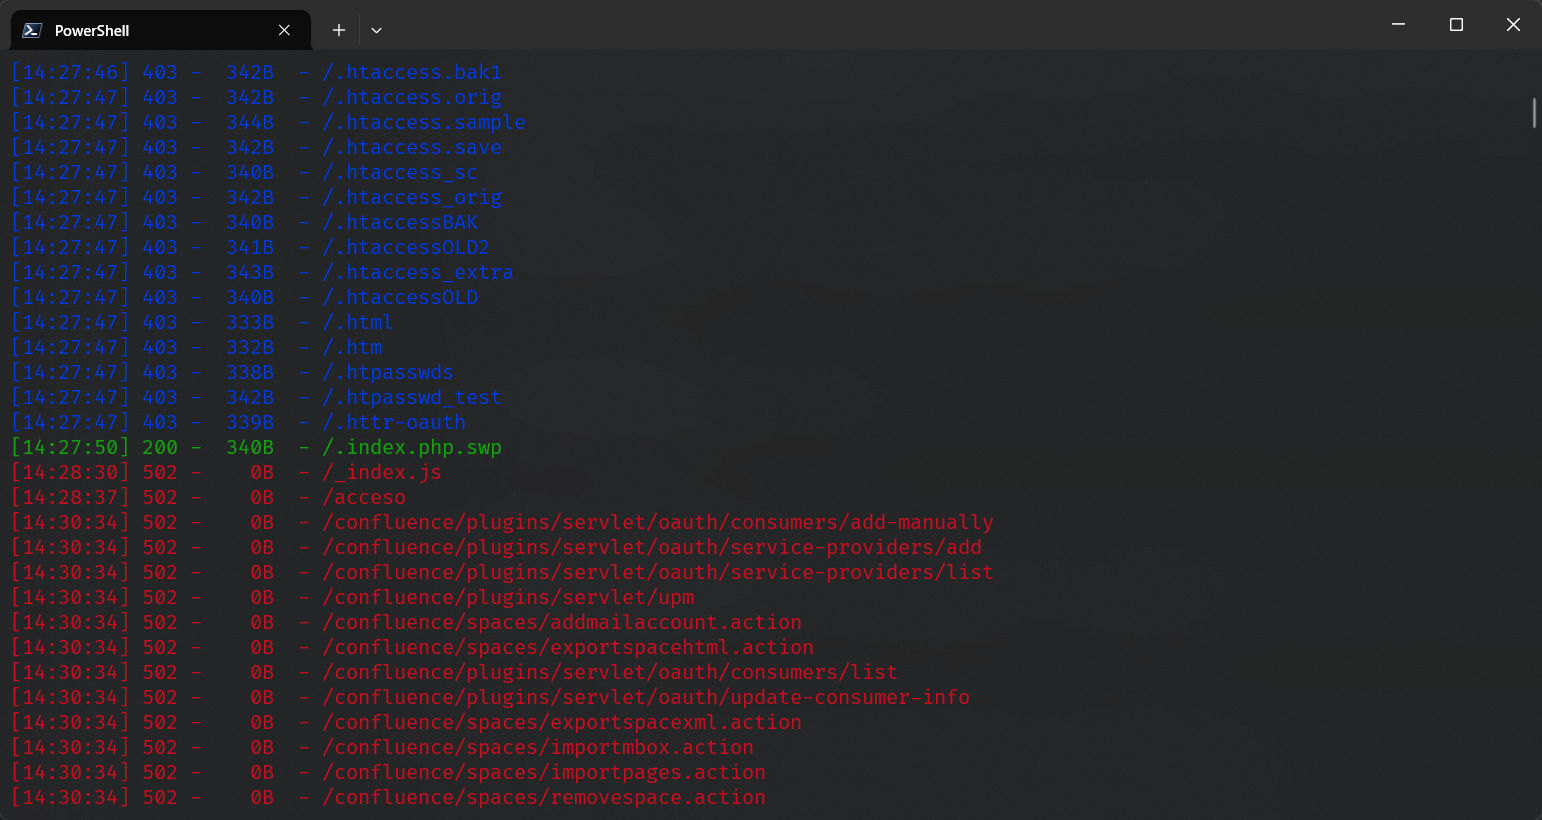 PowerShell
[14:27:46] 403 -  342B  - /.htaccess.bak1
[14:27:47] 403 -  342B  - /.htaccess.orig
[14:27:47] 403 -  344B  - /.htaccess.sample
[14:27:47] 403 -  342B  - /.htaccess.save
[14:27:47] 403 -  340B  - /.htaccess_sc
[14:27:47] 403 -  342B  - /.htaccess_orig
[14:27:47] 403 -  340B  - /.htaccessBAK
[14:27:47] 403 -  341B  - /.htaccessOLD2
[14:27:47] 403 -  343B  - /.htaccess_extra
[14:27:47] 403 -  340B  - /.htaccessOLD
[14:27:47] 403 -  333B  - /.html
[14:27:47] 403 -  332B  - /.htm
[14:27:47] 403 -  338B  - /.htpasswds
[14:27:47] 403 -  342B  - /.htpasswd_test
[14:27:47] 403 -  339B  - /.httr-oauth
[14:27:50] 200 -  340B  - /.index.php.swp
[14:28:30] 502 -    0B  - /_index.js
[14:28:37] 502 -    0B  - /acceso
[14:30:34] 502 -    0B  - /confluence/plugins/servlet/oauth/consumers/add-manually
[14:30:34] 502 -    0B  - /confluence/plugins/servlet/oauth/service-providers/add
[14:30:34] 502 -    0B  - /confluence/plugins/servlet/oauth/service-providers/list
[14:30:34] 502 -    0B  - /confluence/plugins/servlet/upm
[14:30:34] 502 -    0B  - /confluence/spaces/addmailaccount.action
[14:30:34] 502 -    0B  - /confluence/spaces/exportspacehtml.action
[14:30:34] 502 -    0B  - /confluence/plugins/servlet/oauth/consumers/list
[14:30:34] 502 -    0B  - /confluence/plugins/servlet/oauth/update-consumer-info
[14:30:34] 502 -    0B  - /confluence/spaces/exportspacexml.action
[14:30:34] 502 -    0B  - /confluence/spaces/importmbox.action
[14:30:34] 502 -    0B  - /confluence/spaces/importpages.action
[14:30:34] 502 -    0B  - /confluence/spaces/removespace.action